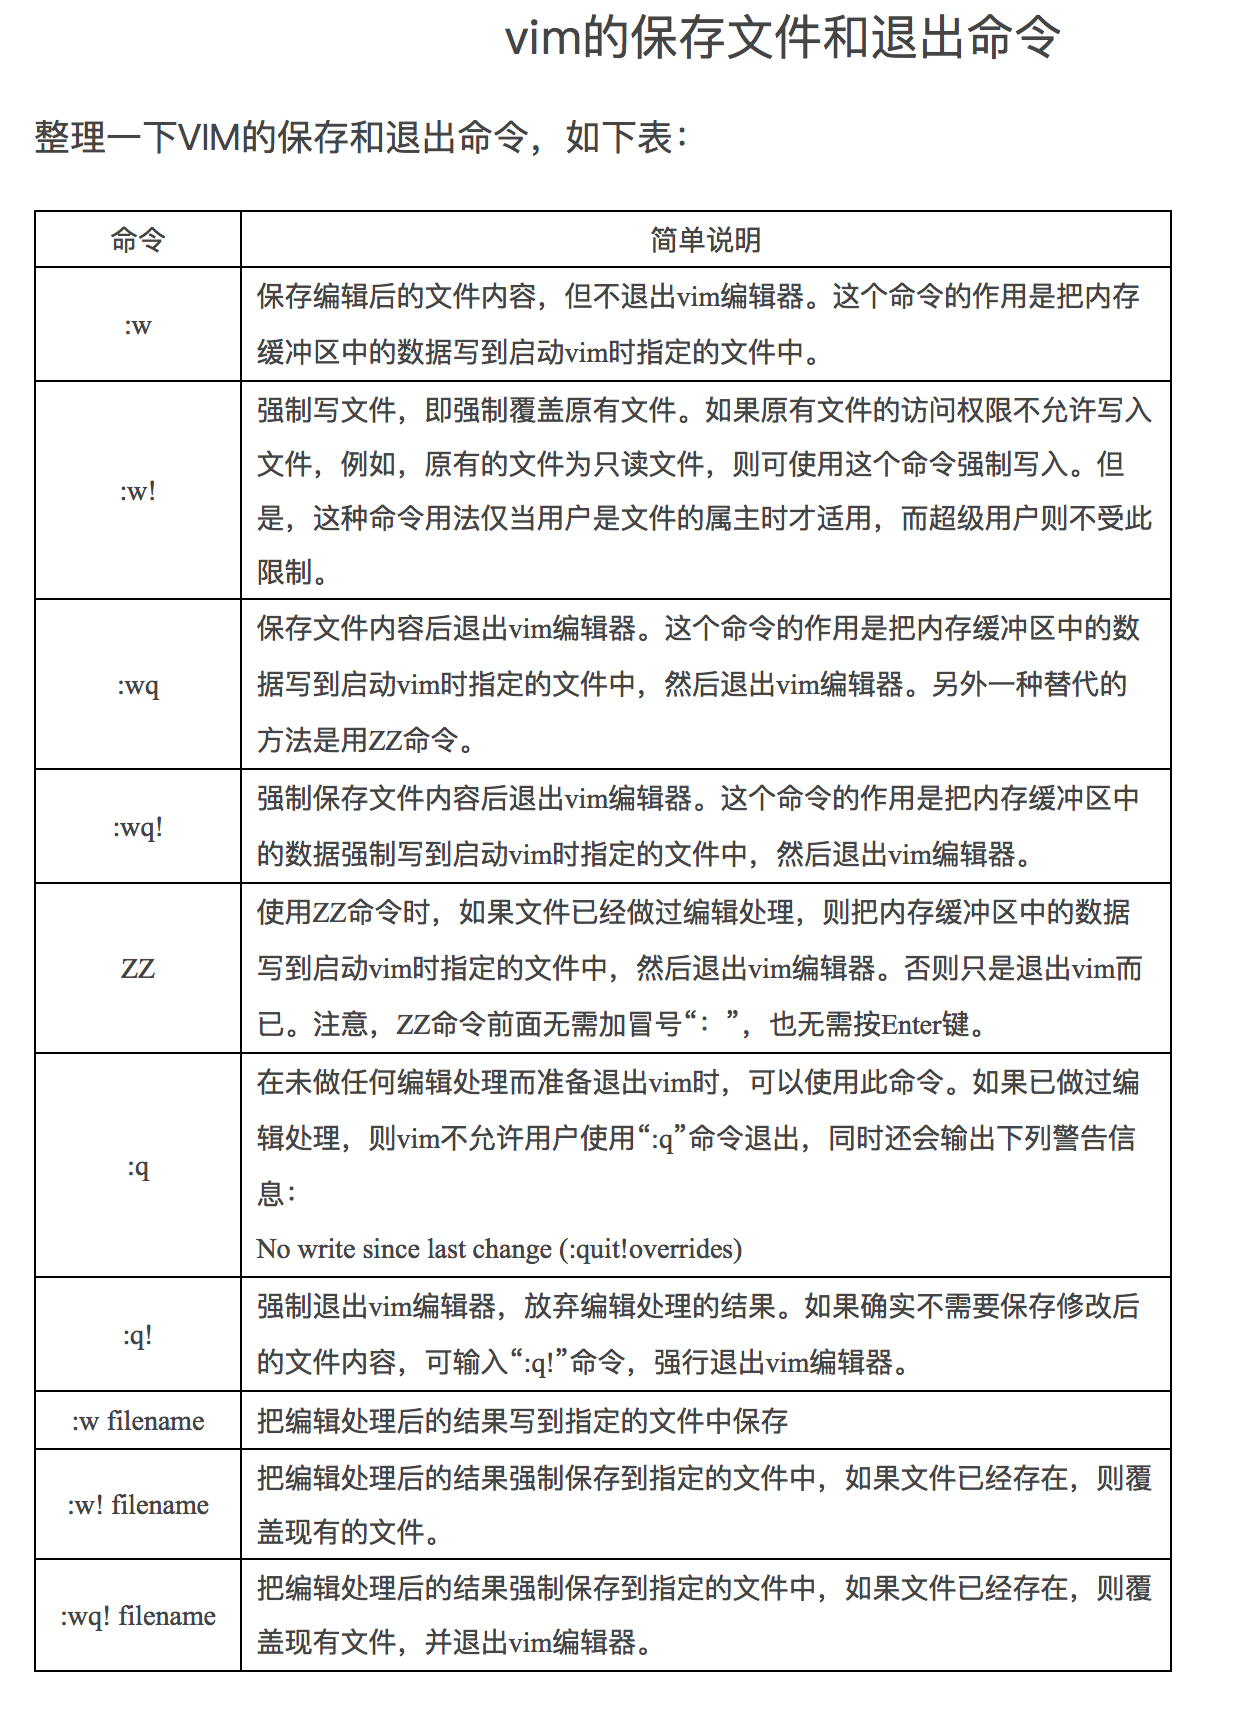 vim的保存文件和退出命令
整理一下VIM的保存和退出命令，如下表：
命令
简单说明
:w
保存编辑后的文件内容，但不退出vim编辑器。这个命令的作用是把内存
缓冲区中的数据写到启动vim时指定的文件中。
:w!
强制写文件，即强制覆盖原有文件。如果原有文件的访问权限不允许写入
文件，例如，原有的文件为只读文件，则可使用这个命令强制写入。但
是，这种命令用法仅当用户是文件的属主时才适用，而超级用户则不受此
限制。
:wq
保存文件内容后退出vim编辑器。这个命令的作用是把内存缓冲区中的数
据写到启动vim时指定的文件中，然后退出vim编辑器。另外一种替代的
方法是用ZZ命令。
:wq!
强制保存文件内容后退出vim编辑器。这个命令的作用是把内存缓冲区中
的数据强制写到启动vim时指定的文件中，然后退出vim编辑器。
ZZ
使用ZZ命令时，如果文件已经做过编辑处理，则把内存缓冲区中的数据
写到启动vim时指定的文件中，然后退出vim编辑器。否则只是退出vim而
已。注意，ZZ命令前面无需加冒号“：”，也无需按Enter键。
:q
在未做任何编辑处理而准备退出vim时，可以使用此命令。如果已做过编
辑处理，则vim不允许用户使用“:q”命令退出，同时还会输出下列警告信
息：
No write since last change (:quit!overrides)
:q!
强制退出vim编辑器，放弃编辑处理的结果。如果确实不需要保存修改后
的文件内容，可输入“:q!”命令，强行退出vim编辑器。
:w filename
把编辑处理后的结果写到指定的文件中保存
:w! filename
把编辑处理后的结果强制保存到指定的文件中，如果文件已经存在，则覆
盖现有的文件。
:wq! filename
把编辑处理后的结果强制保存到指定的文件中，如果文件已经存在，则覆
盖现有文件，并退出vim编辑器。